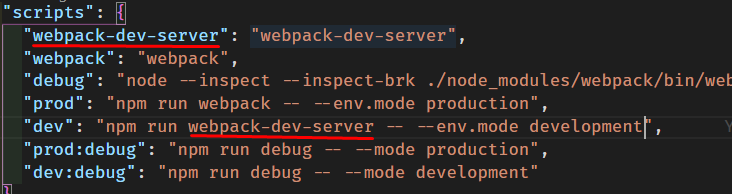 "scripts": {
"webpack-dev-server": "webpack-dev-server",
"webpack": "webpack",
"debug": "node --inspect --inspect-brk ./node_modules/webpack/bin/web
"prod": "npm run webpack -- --env.mode production",
"dev": "npm run webpack-dev-server -- --env.mode development",
"prod:debug": "npm run debug -- --mode production",
"dev:debug": "npm run debug -- --mode development"
}